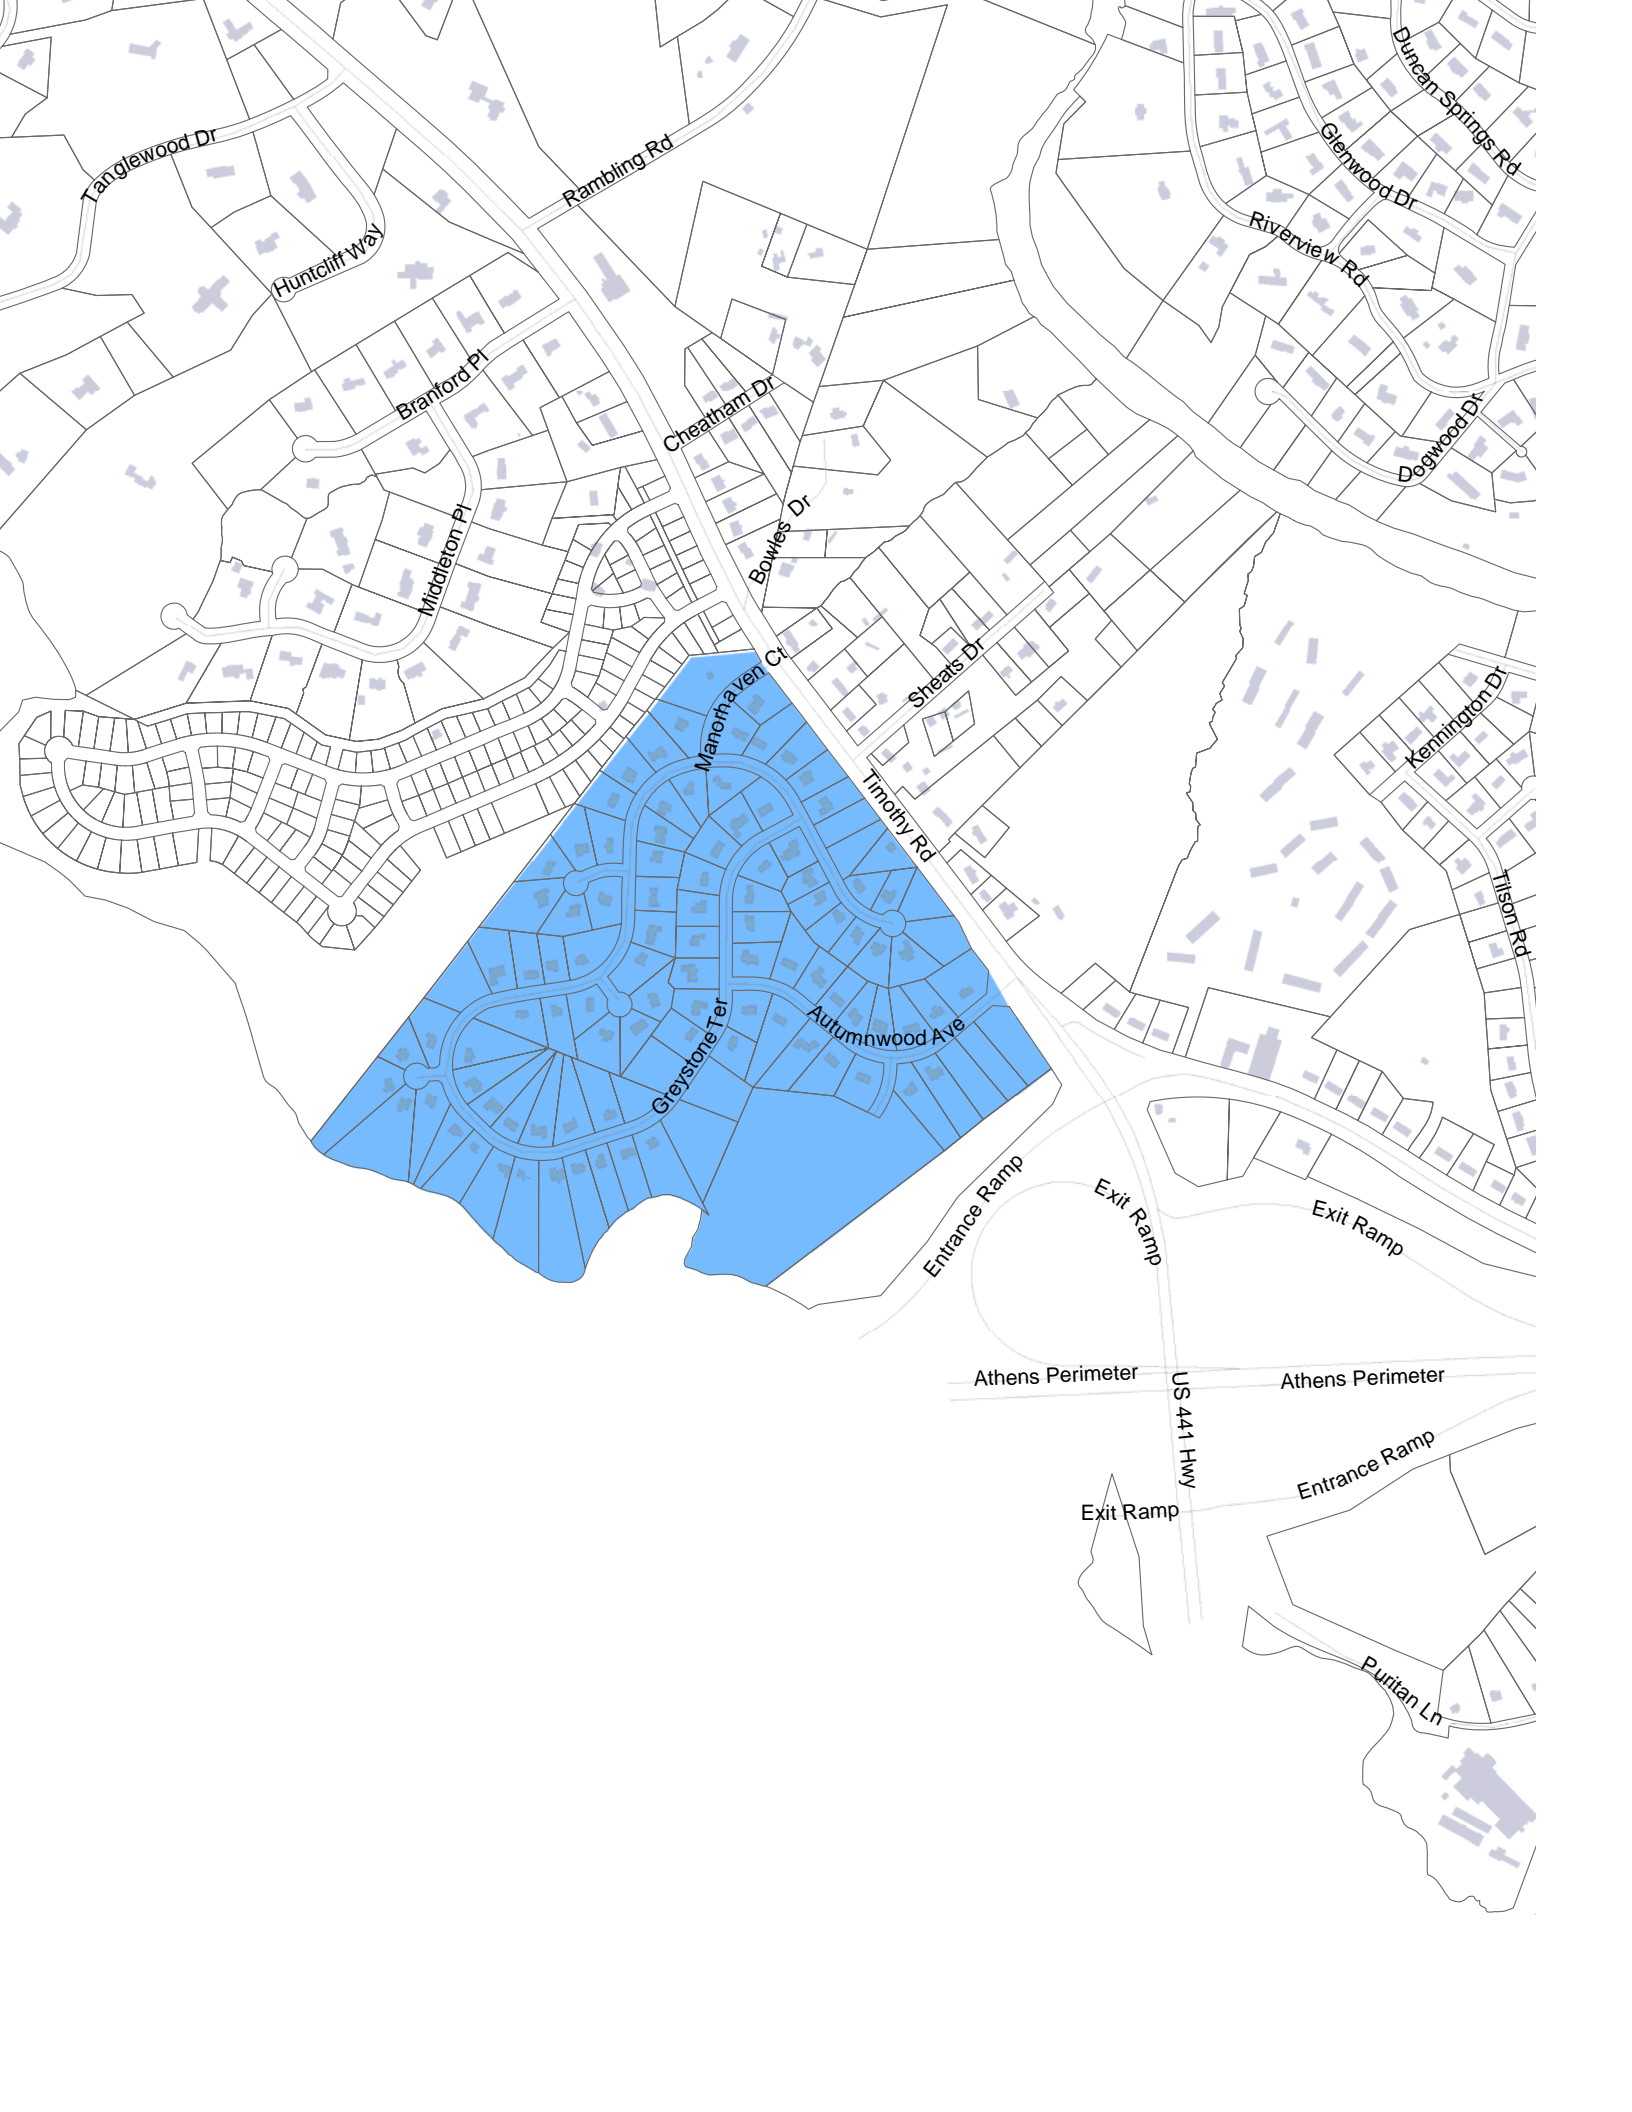 Duncan Springs Rd
Tanglewood Dr
Rambling Rd
Glenwood Dr
Huntcliff Way
Riverview Rd
Branford Pl
Cheatham Dr
Dogwood Dr
Bowles Dr
Middleton Pl
Manorhaven Ct
Sheats Dr
Kennington Dr
Timothy Rd
Tilson Rd
Autumnwood Ave
Greystone Ter
Entrance Ramp
Exit Ramp
Exit Ramp
Athens Perimeter
Athens Perimeter
US 441 Hwy
Entrance Ramp
Exit Ramp
Puritan Ln